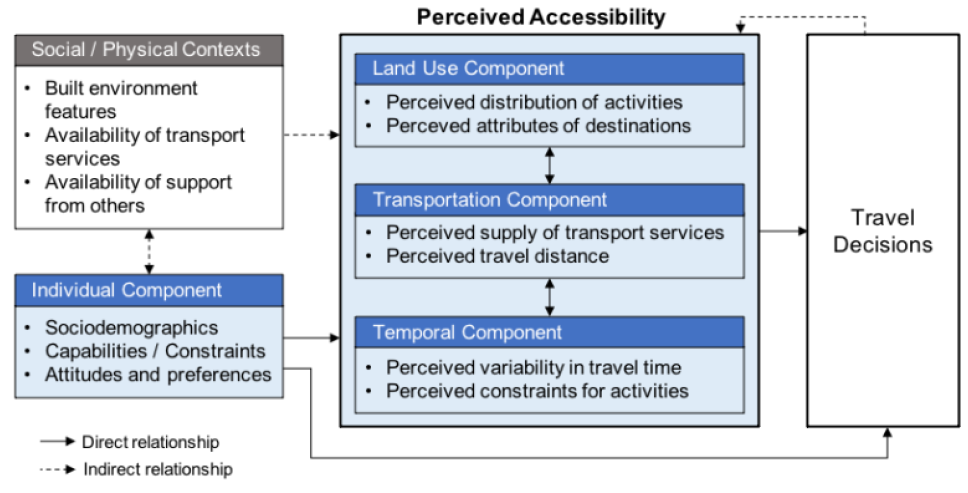 Perceived Accessibility
Social / Physical Contexts
• Built environment
features
• Availability of transport
services
• Availability of support
from others
Individual Component
• Sociodemographics
• Capabilities / Constraints
• Attitudes and preferences
Land Use Component
• Perceived distribution of activities
• Perceved attributes of destinations
Transportation Component
• Perceived supply of transport services
• Perceived travel distance
Temporal Component
• Perceived variability in travel time
• Perceived constraints for activities
Travel
Decisions
Direct relationship
Indirect relationship